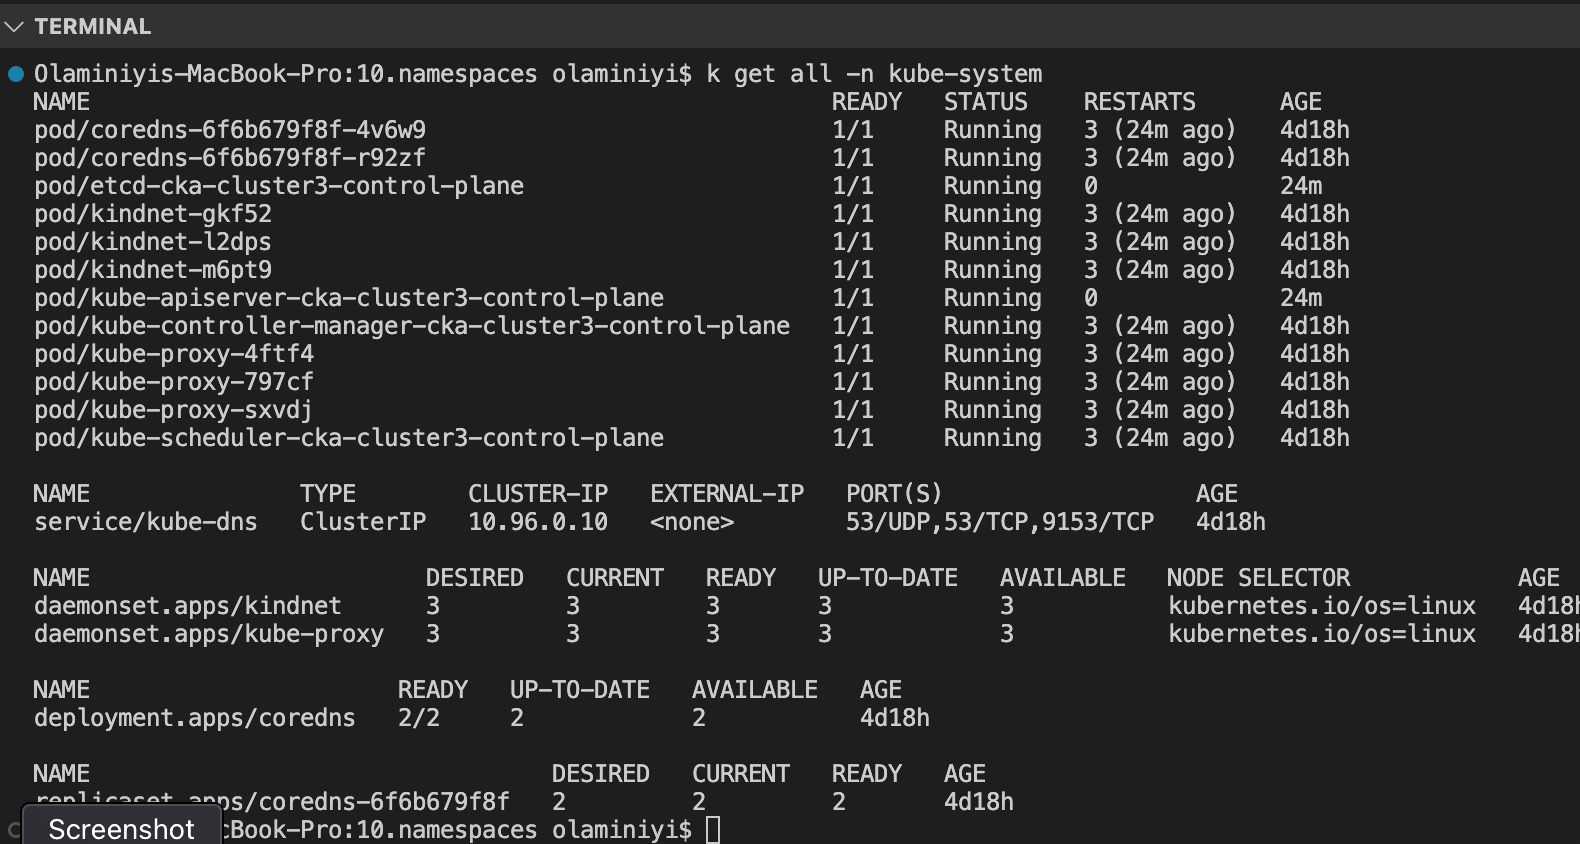 TERMINAL
Olaminiyis-MacBook-Pro:10.namespaces olaminiyi$ k get all -n kube-system
NAME READY STATUS RESTARTS AGE
pod/coredns-6f6b679f8f-4v6w9 1/1 Running 3 (24m ago) 4d18h
pod/coredns-6f6b679f8f-r92zf 1/1 Running 3 (24m ago) 4d18h
pod/etcd-cka-cluster3-control-plane 1/1 Running 0 24m
pod/kindnet-gkf52 1/1 Running 3 (24m ago) 4d18h
pod/kindnet-l2dps 1/1 Running 3 (24m ago) 4d18h
pod/kindnet-m6pt9 1/1 Running 3 (24m ago) 4d18h
pod/kube-apiserver-cka-cluster3-control-plane 1/1 Running 0 24m
pod/kube-controller-manager-cka-cluster3-control-plane 1/1 Running 3 (24m ago) 4d18h
pod/kube-proxy-4ftf4 1/1 Running 3 (24m ago) 4d18h
pod/kube-proxy-797cf 1/1 Running 3 (24m ago) 4d18h
pod/kube-proxy-sxvdj 1/1 Running 3 (24m ago) 4d18h
pod/kube-scheduler-cka-cluster3-control-plane 1/1 Running 3 (24m ago) 4d18h
NAME TYPE CLUSTER-IP EXTERNAL-IP PORT(S) AGE
service/kube-dns ClusterIP 10.96.0.10 <none> 53/UDP,53/TCP,9153/TCP 4d18h
NAME DESIRED CURRENT READY UP-TO-DATE AVAILABLE NODE SELECTOR AGE
daemonset.apps/kindnet 3 3 3 3 3 kubernetes.io/os=linux 4d18h
daemonset.apps/kube-proxy 3 3 3 3 3 kubernetes.io/os=linux 4d18h
NAME READY UP-TO-DATE AVAILABLE AGE
deployment.apps/coredns 2/2 2 2 4d18h
NAME DESIRED CURRENT READY AGE
replicaset.apps/coredns-6f6b679f8f 2 2 2 4d18h
Screenshot cBook-Pro:10.namespaces olaminiyi$